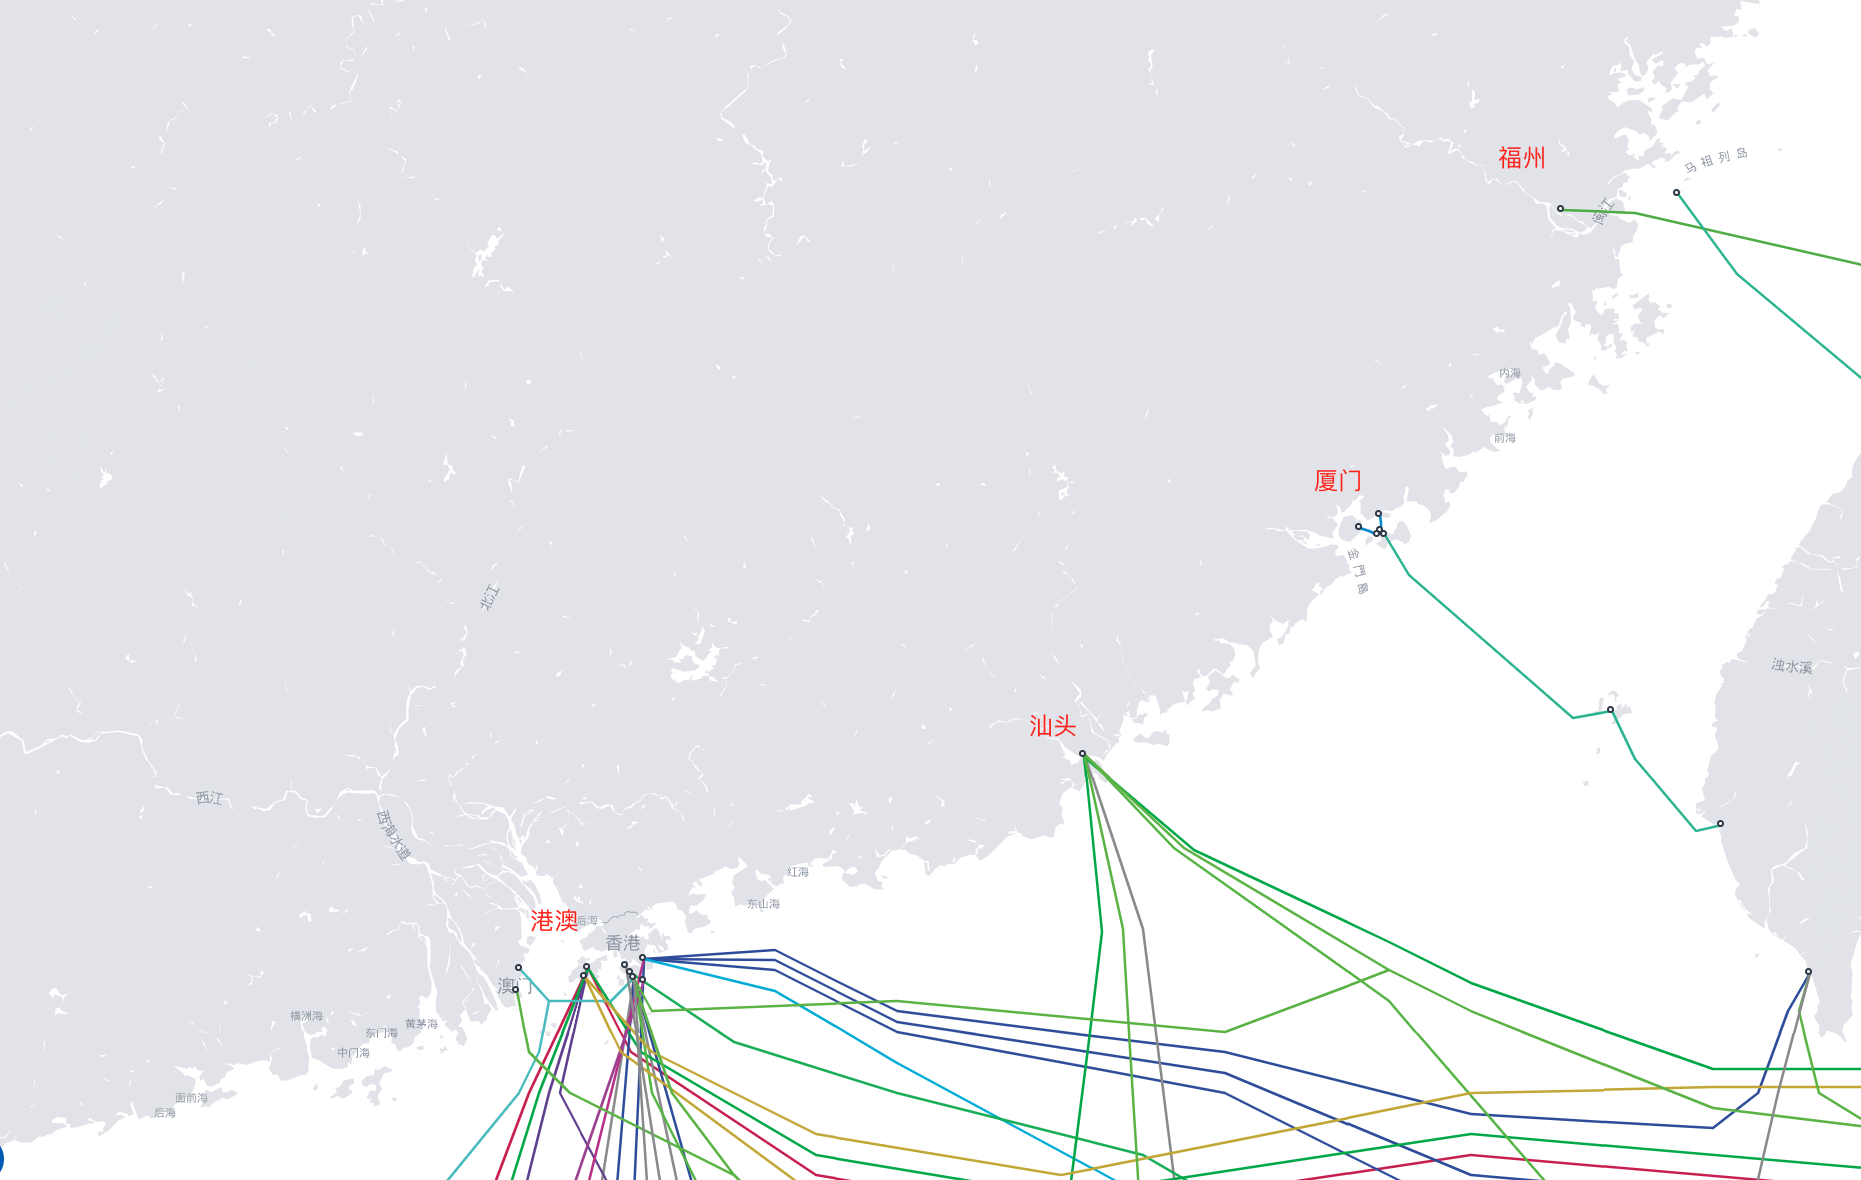 马祖列岛
福州
闽江
内海
前海
厦门
金門島
北江
浊水溪
汕头
西江
西海水道
红海
东山海
港澳
后海
香港
澳门
横洲海
黄茅海
东门海
中门海
面前海
后海